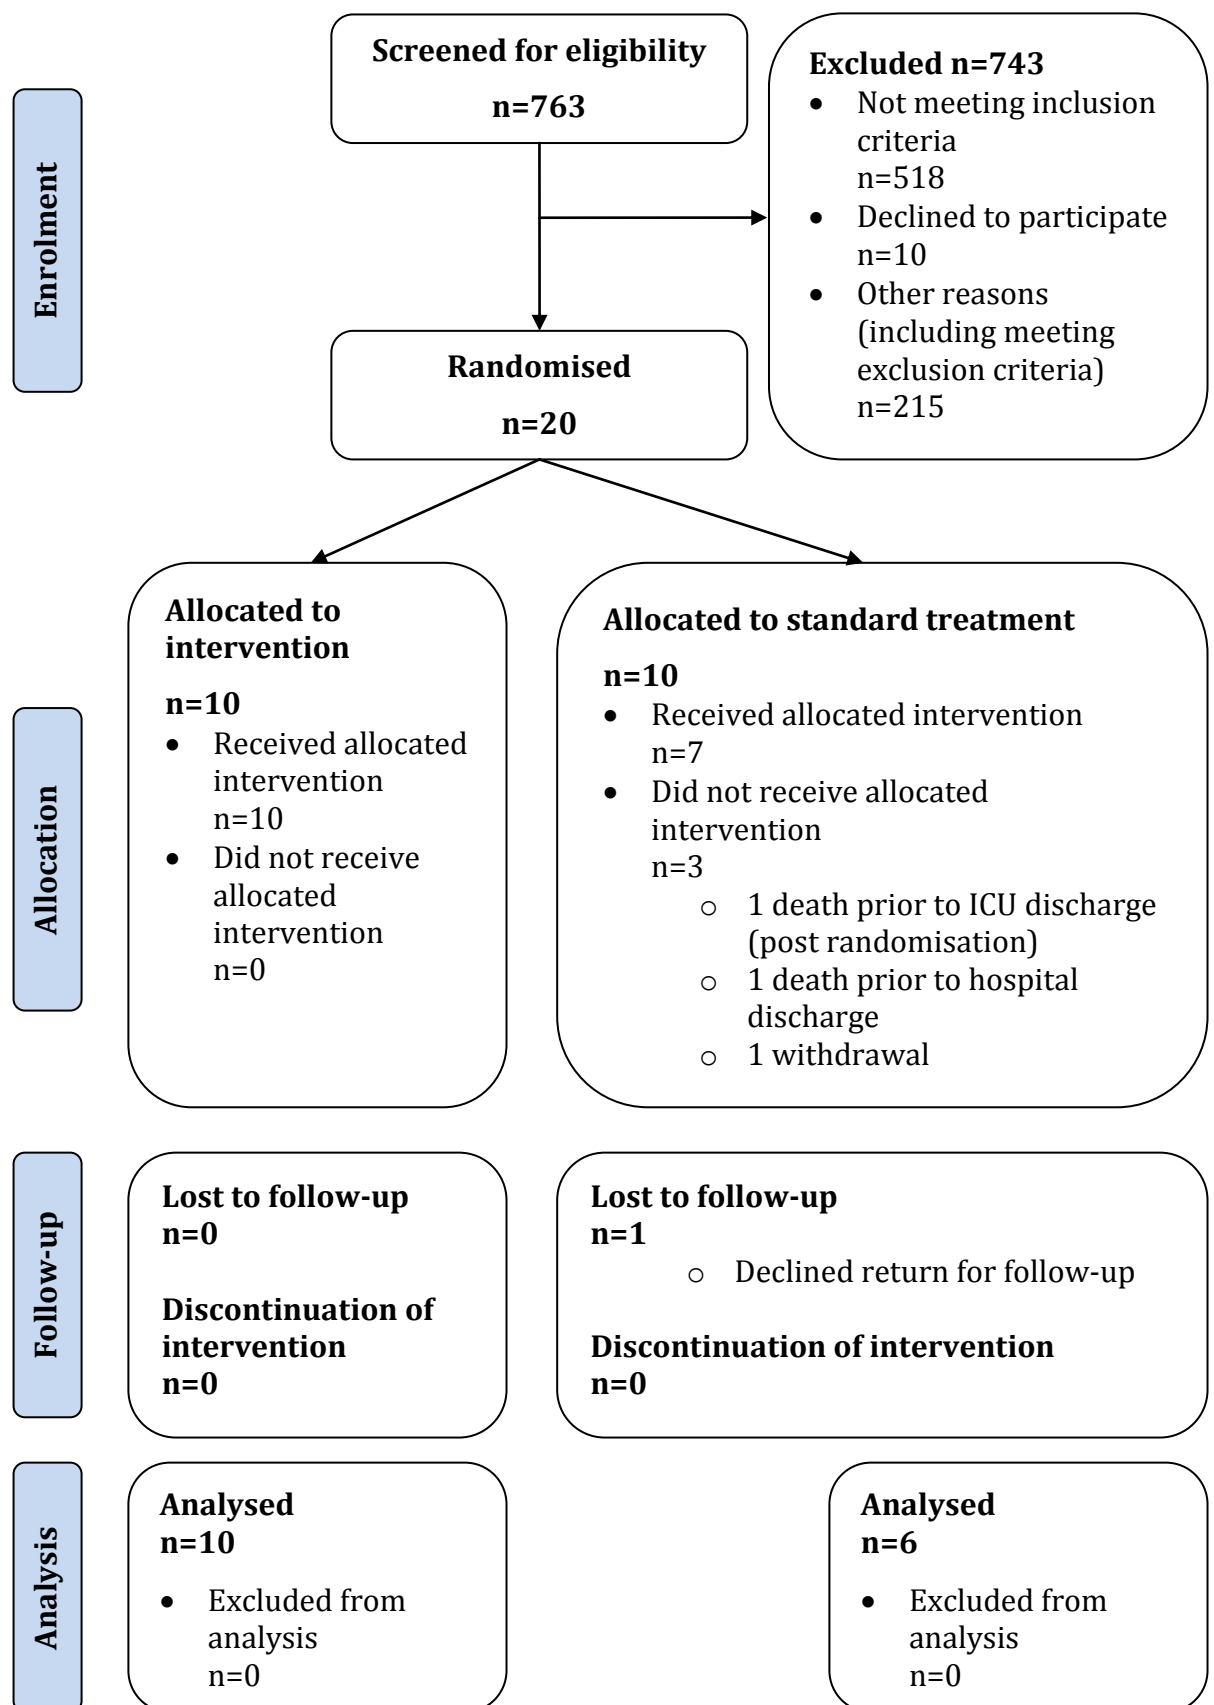 Enrolment
Screened for eligibility
n=763
Excluded n=743
• Not meeting inclusion
criteria
n=518
• Declined to participate
n=10
• Other reasons
(including meeting
exclusion criteria)
n=215
Randomised
n=20
Allocation
Allocated to
intervention
n=10
• Received allocated
intervention
n=10
• Did not receive
allocated
intervention
n=0
Allocated to standard treatment
n=10
• Received allocated intervention
n=7
• Did not receive allocated
intervention
n=3
o 1 death prior to ICU discharge
(post randomisation)
o 1 death prior to hospital
discharge
o 1 withdrawal
Follow-up
Lost to follow-up
n=0
Discontinuation of
intervention
n=0
Lost to follow-up
n=1
o Declined return for follow-up
Discontinuation of intervention
n=0
Analysis
Analysed
n=10
• Excluded from
analysis
n=0
Analysed
n=6
• Excluded from
analysis
n=0